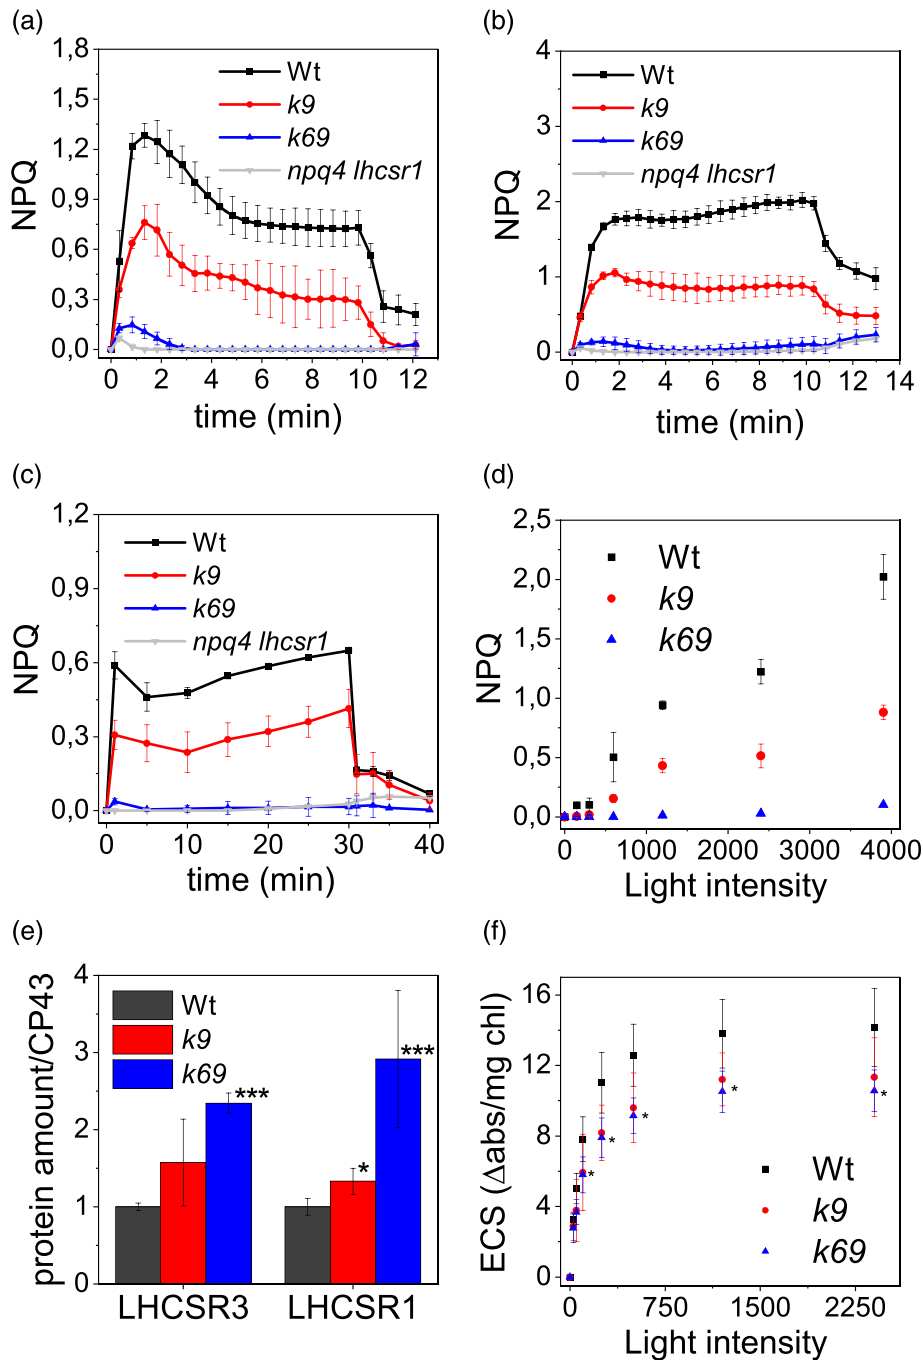 (a)
1,8
1,5
1,2
0,9
0,6
0,3
0,0
NPQ
Wt
k9
k69
npq4 lhcsr1
0 2 4 6 8 10 12
time (min)
(b)
4
3
2
1
0
NPQ
Wt
k9
k69
npq4 lhcsr1
0 2 4 6 8 10 12 14
time (min)
(c)
1,2
0,9
0,6
0,3
0,0
NPQ
Wt
k9
k69
npq4 lhcsr1
0 10 20 30 40
time (min)
(d)
2,5
2,0
1,5
1,0
0,5
0,0
NPQ
Wt
k9
k69
0 1000 2000 3000 4000
Light intensity
(e)
4
3
2
1
0
protein amount/CP43
Wt
k9
k69
***
*
***
LHCSR3 LHCSR1
(f)
16
12
8
4
0
ECS (Δabs/mg chl)
* * * * *
Wt
k9
k69
0 750 1500 2250
Light intensity